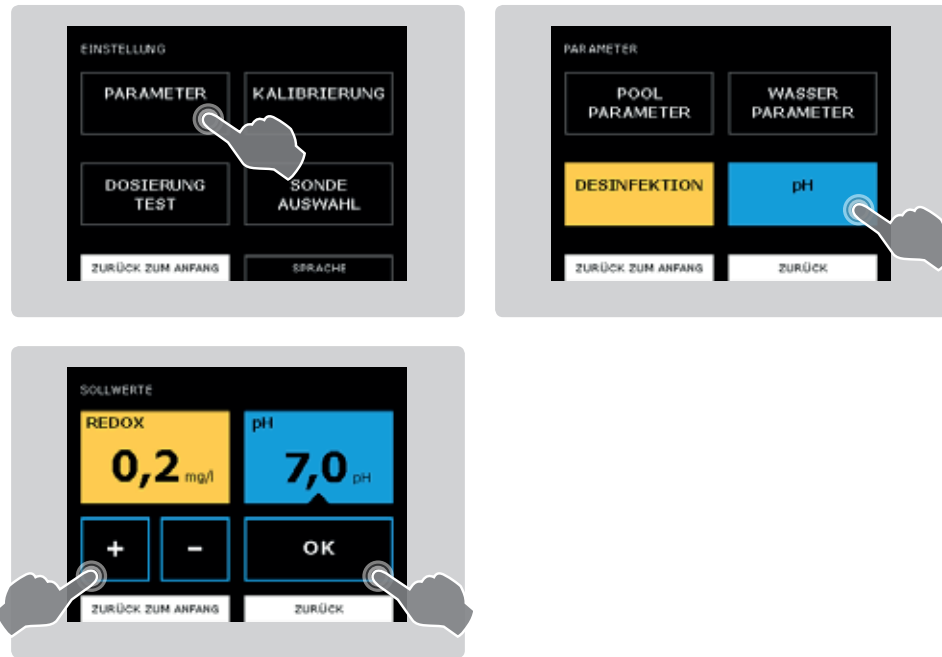 EINSTELLUNG
PARAMETER
KALIBRIERUNG
DOSIERUNG
TEST
SONDE
AUSWAHL
ZURÜCK ZUM ANFANG
SPRACHE
PARAMETER
POOL
PARAMETER
WASSER
PARAMETER
DESINFEKTION
pH
ZURÜCK ZUM ANFANG
ZURÜCK
SOLLWERTE
REDOX
0,2 mg/l
pH
7,0 pH
+
-
OK
ZURÜCK ZUM ANFANG
ZURÜCK